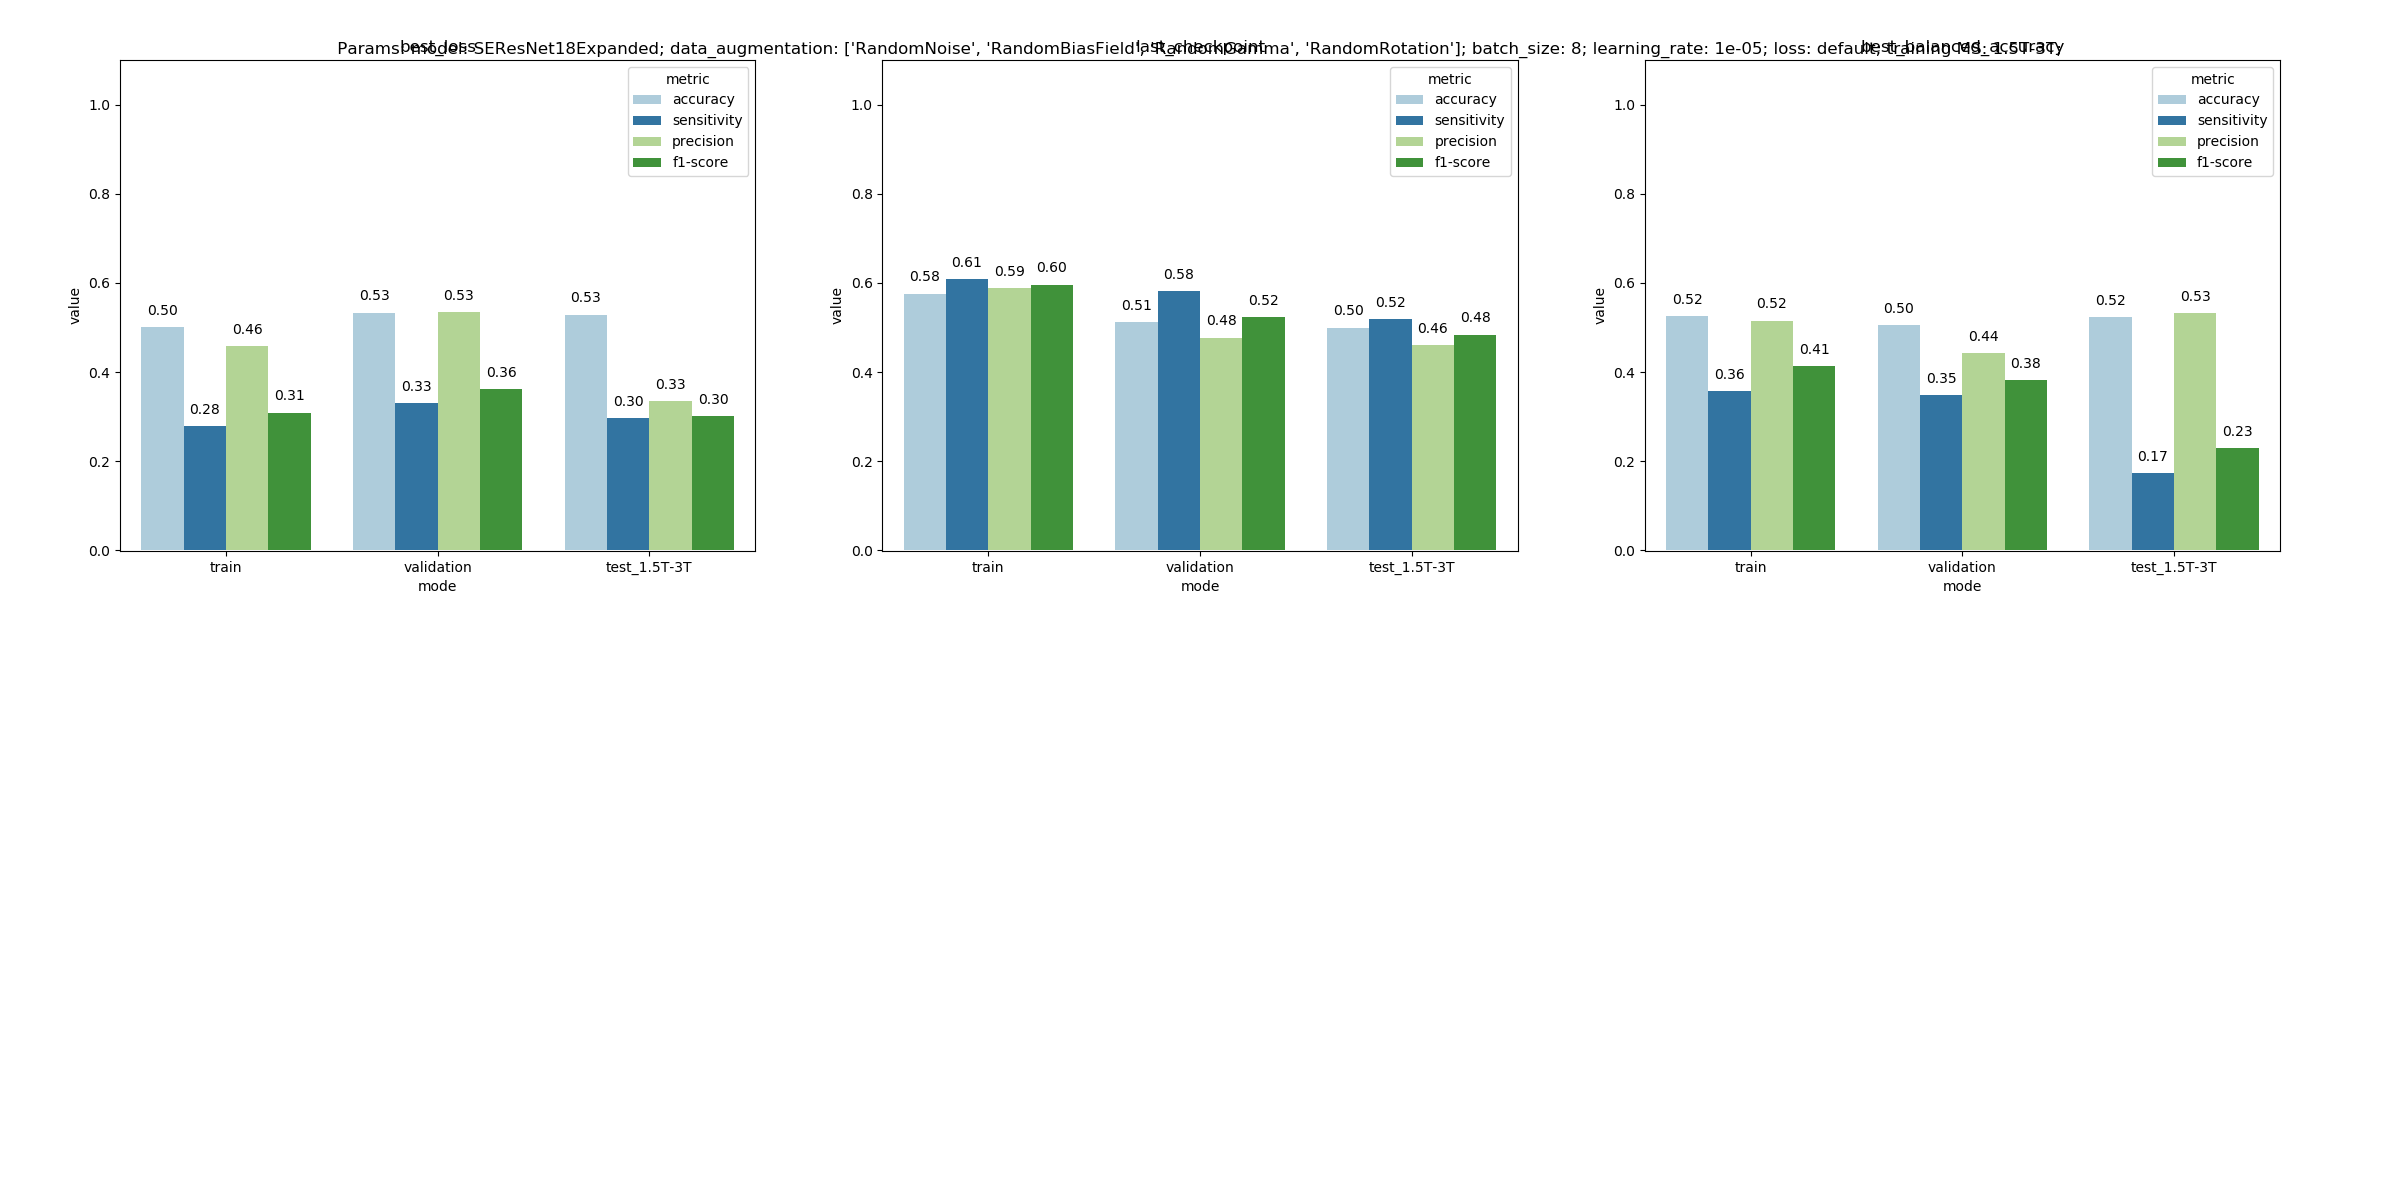 Params: model: SEResNet18Expanded; data_augmentation: ['RandomNoise', 'RandomBiasField', 'RandomGamma', 'RandomRotation']; batch_size: 8; learning_rate: 1e-05; loss: default; training MS: 1.5T-3T;
best_loss
last_checkpoint
best_balanced_accuracy
metric
accuracy
sensitivity
precision
f1-score
1.0
0.8
0.6
0.4
0.2
0.0
value
0.50
0.28
0.46
0.31
0.53
0.33
0.53
0.36
0.53
0.30
0.33
0.30
train
validation
test_1.5T-3T
mode
metric
accuracy
sensitivity
precision
f1-score
1.0
0.8
0.6
0.4
0.2
0.0
value
0.58
0.61
0.59
0.60
0.51
0.58
0.48
0.52
0.50
0.52
0.46
0.48
train
validation
test_1.5T-3T
mode
metric
accuracy
sensitivity
precision
f1-score
1.0
0.8
0.6
0.4
0.2
0.0
value
0.52
0.36
0.52
0.41
0.50
0.35
0.44
0.38
0.52
0.17
0.53
0.23
train
validation
test_1.5T-3T
mode